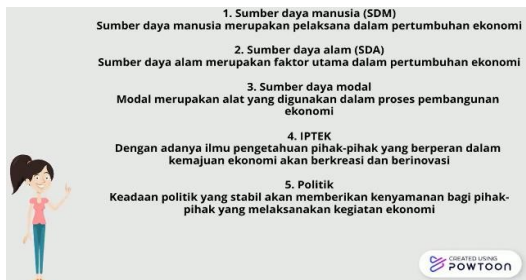 1. Sumber daya manusia (SDM)
Sumber daya manusia merupakan pelaksana dalam pertumbuhan ekonomi
2. Sumber daya alam (SDA)
Sumber daya alam merupakan faktor utama dalam pertumbuhan ekonomi
3. Sumber daya modal
Modal merupakan alat yang digunakan dalam proses pembangunan
ekonomi
4. IPTEK
Dengan adanya ilmu pengetahuan pihak-pihak yang berperan dalam
kemajuan ekonomi akan berkreasi dan berinovasi
5. Politik
Keadaan politik yang stabil akan memberikan kenyamanan bagi pihak-
pihak yang melaksanakan kegiatan ekonomi
CREATED USING
POWTOON